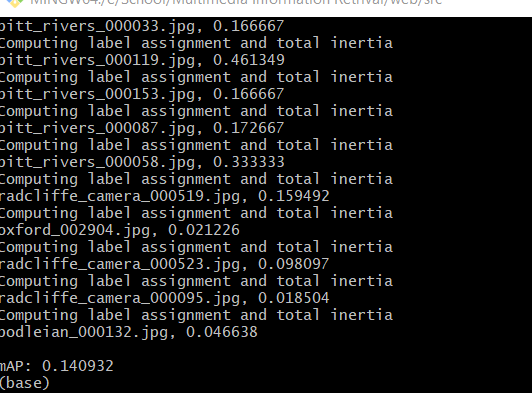 MINGW64:/c/School/Multimedia Information Retrival/web/src
pitt_rivers_000033.jpg, 0.166667
Computing label assignment and total inertia
pitt_rivers_000119.jpg, 0.461349
Computing label assignment and total inertia
pitt_rivers_000153.jpg, 0.166667
Computing label assignment and total inertia
pitt_rivers_000087.jpg, 0.172667
Computing label assignment and total inertia
pitt_rivers_000058.jpg, 0.333333
Computing label assignment and total inertia
radcliffe_camera_000519.jpg, 0.159492
Computing label assignment and total inertia
oxford_002904.jpg, 0.021226
Computing label assignment and total inertia
radcliffe_camera_000523.jpg, 0.098097
Computing label assignment and total inertia
radcliffe_camera_000095.jpg, 0.018504
Computing label assignment and total inertia
bodleian_000132.jpg, 0.046638
mAP: 0.140932
(base)